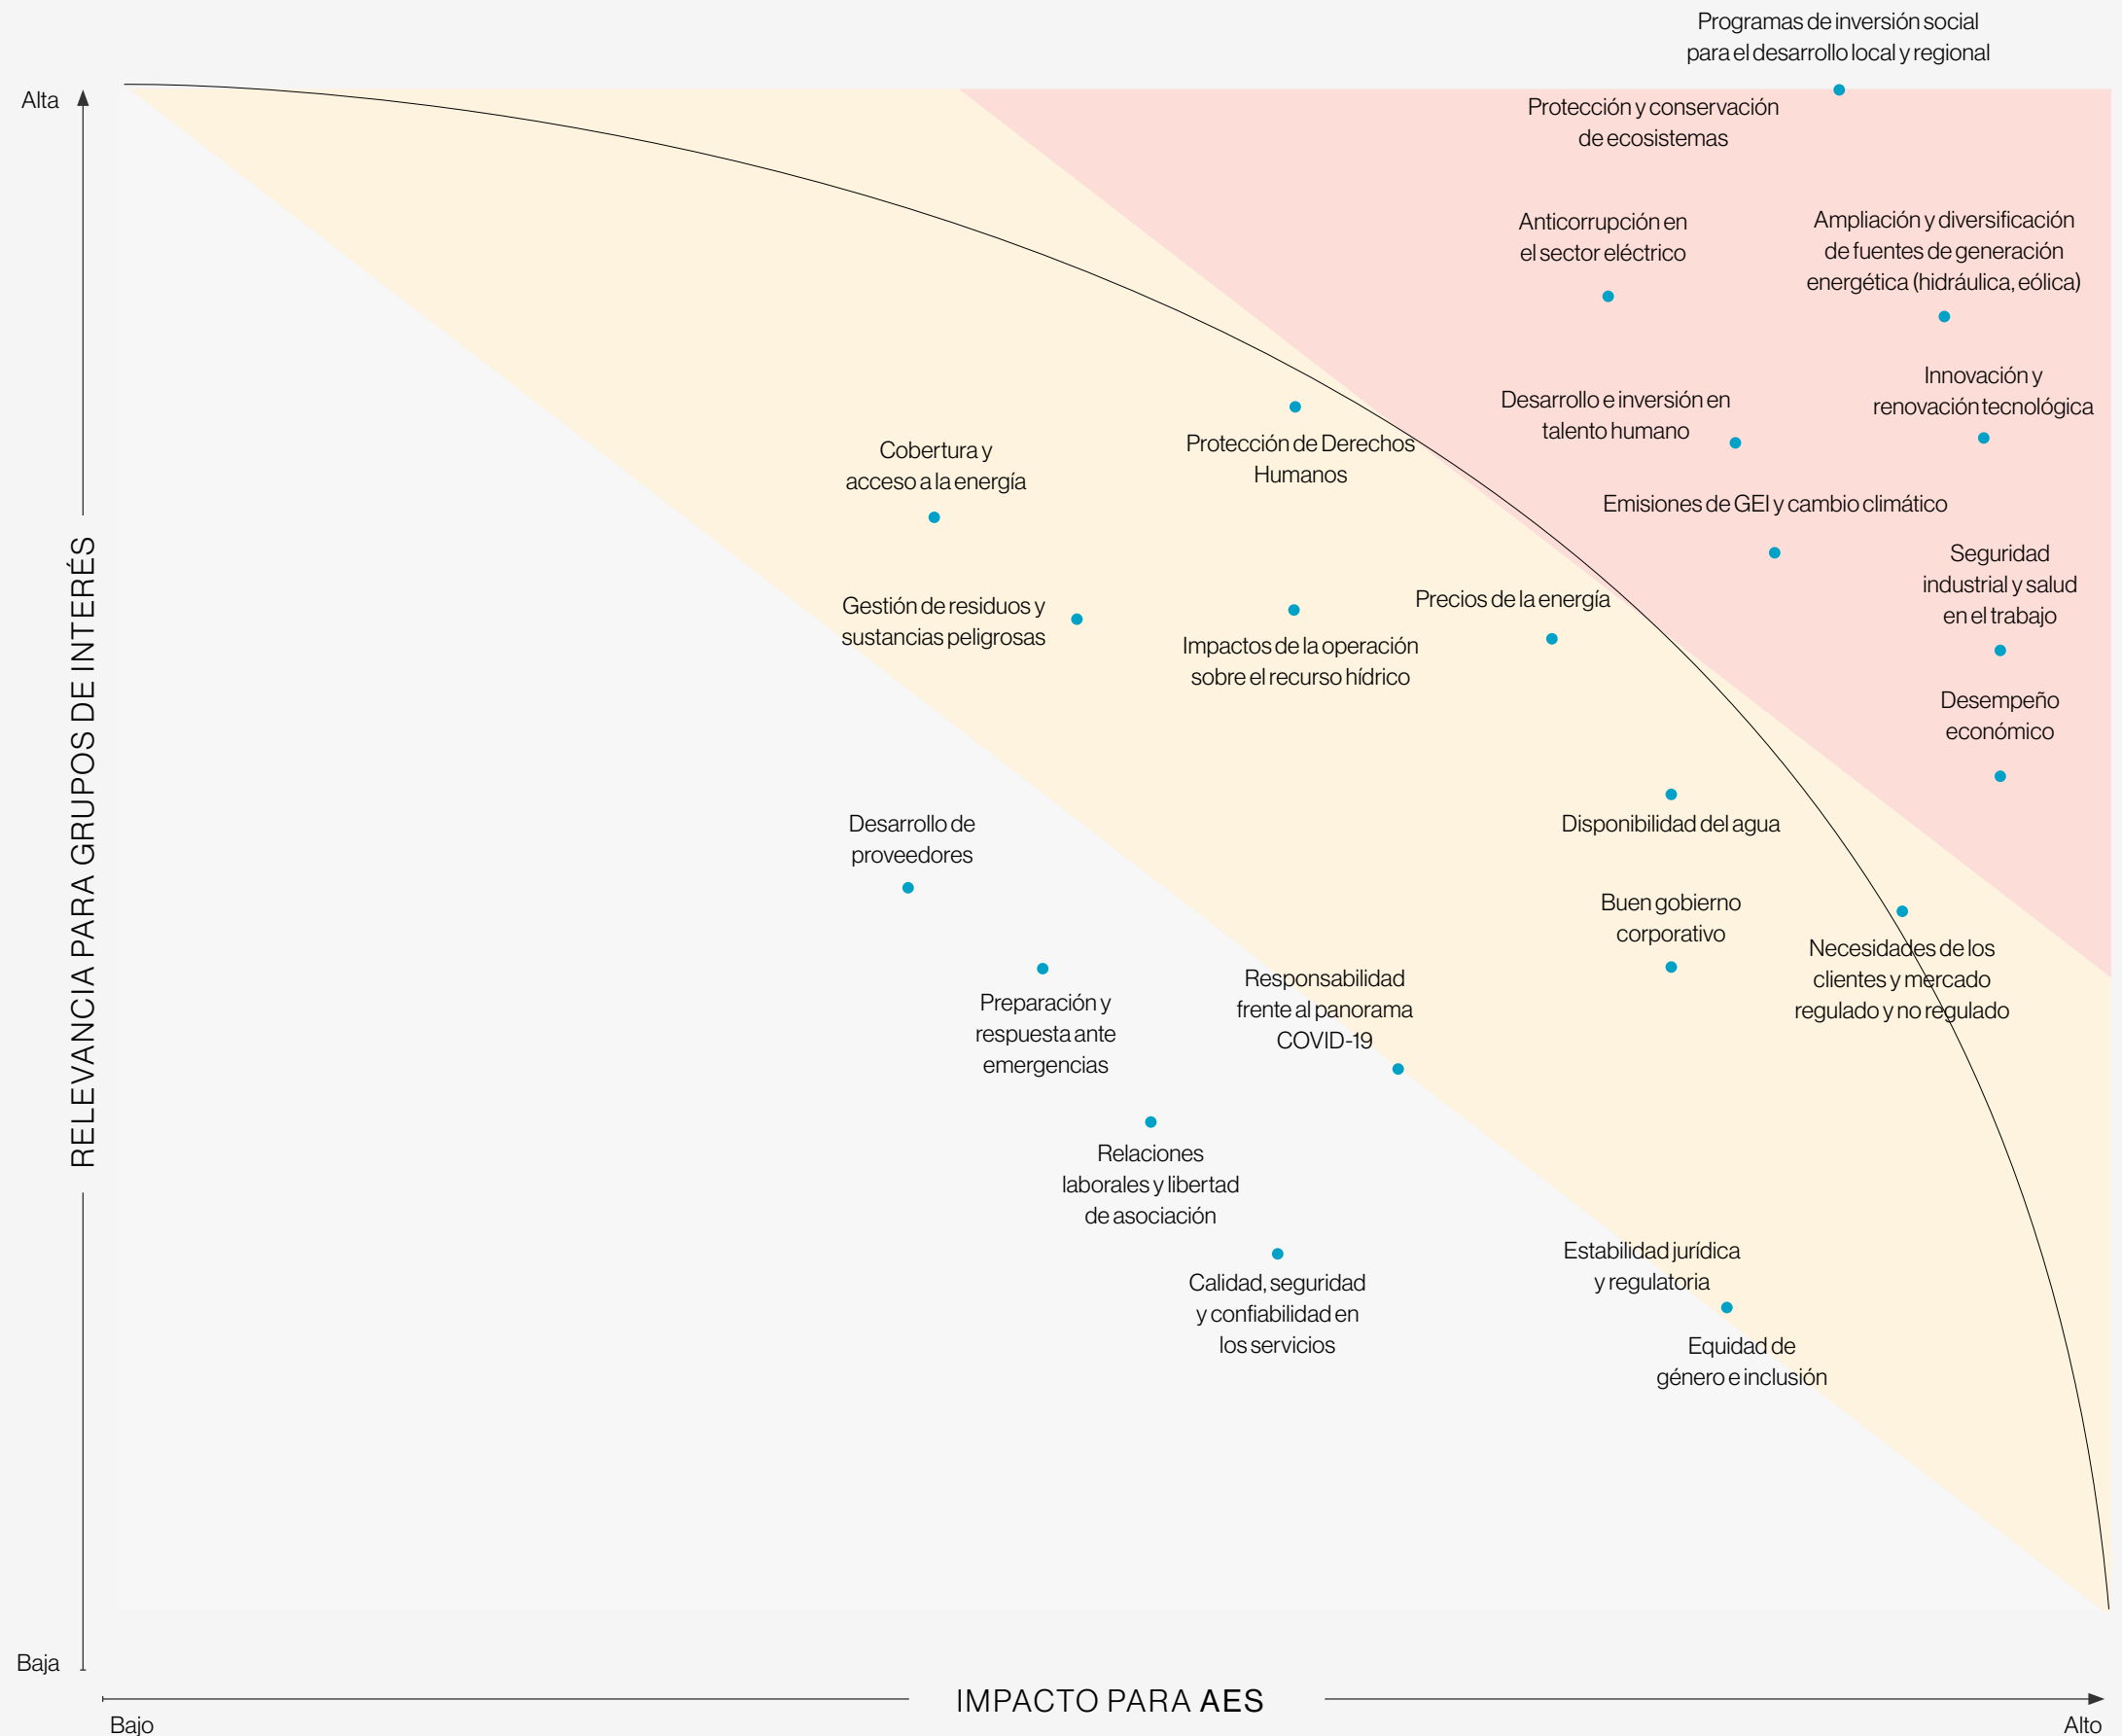 Programas de inversión social
para el desarrollo local y regional
Alta
Protección y conservación
de ecosistemas
Anticorrupción en
el sector eléctrico
Ampliación y diversificación
de fuentes de generación
energética (hidráulica, eólica)
Innovación y
renovación tecnológica
Desarrollo e inversión en
talento humano
Protección de Derechos
Humanos
Cobertura y
acceso a la energía
Emisiones de GEI y cambio climático
Seguridad
industrial y salud
en el trabajo
Precios de la energía
Gestión de residuos y
sustancias peligrosas
Impactos de la operación
sobre el recurso hídrico
Desempeño
económico
RELEVANCIA PARA GRUPOS DE INTERÉS
Desarrollo de
proveedores
Disponibilidad del agua
Buen gobierno
corporativo
Necesidades de los
clientes y mercado
regulado y no regulado
Responsabilidad
frente al panorama
COVID-19
Preparación y
respuesta ante
emergencias
Relaciones
laborales y libertad
de asociación
Estabilidad jurídica
y regulatoria
Calidad, seguridad
y confiabilidad en
los servicios
Equidad de
género e inclusión
Baja
IMPACTO PARA AES
Bajo
Alto